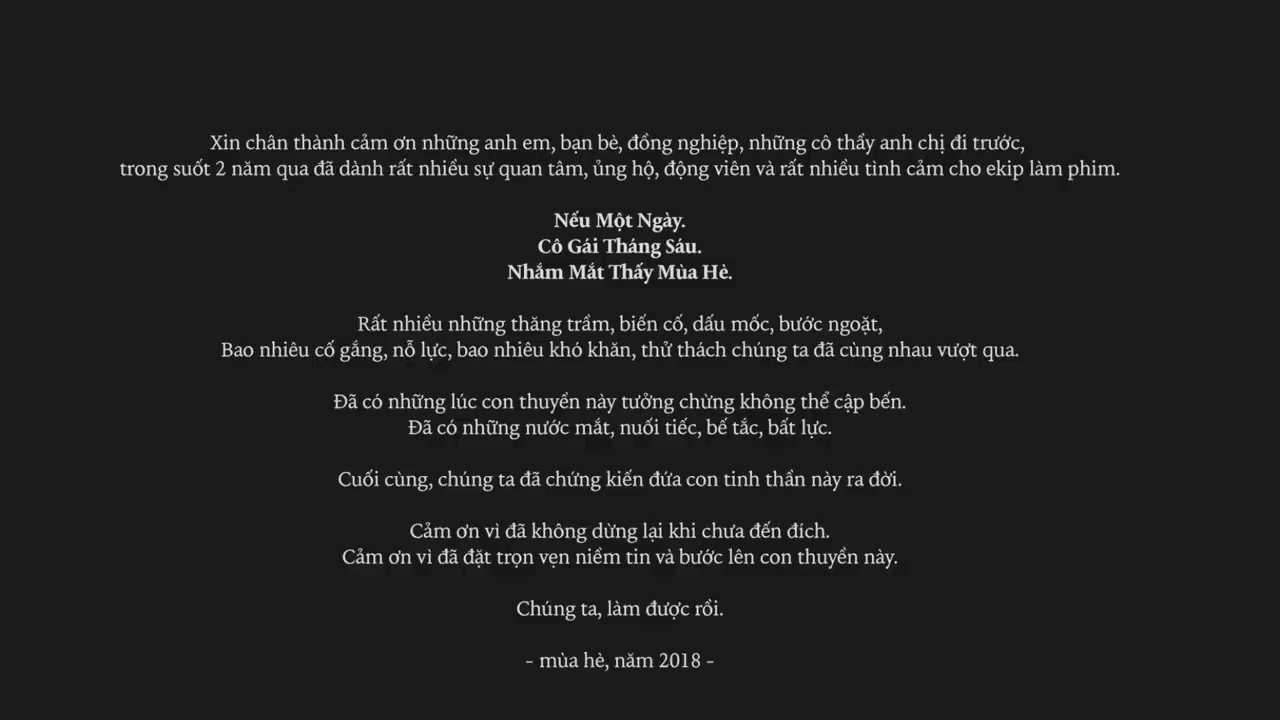 Xin chân thành cảm ơn những anh em, bạn bè, đồng nghiệp, những cô thầy anh chị đi trước,
trong suốt 2 năm qua đã dành rất nhiều sự quan tâm, ủng hộ, động viên và rất nhiều tình cảm cho ekip làm phim.
Nếu Một Ngày.
Cô Gái Tháng Sáu.
Nhắm Mắt Thấy Mùa Hè.
Rất nhiều những thăng trầm, biến cố, dấu mốc, bước ngoặt,
Bao nhiêu cố gắng, nỗ lực, bao nhiêu khó khăn, thử thách chúng ta đã cùng nhau vượt qua.
Đã có những lúc con thuyền này tưởng chừng không thể cập bến.
Đã có những nước mắt, nuối tiếc, bế tắc, bất lực.
Cuối cùng, chúng ta đã chứng kiến đứa con tinh thần này ra đời.
Cảm ơn vì đã không dừng lại khi chưa đến đích.
Cảm ơn vì đã đặt trọn vẹn niềm tin và bước lên con thuyền này.
Chúng ta, làm được rồi.
– mùa hè, năm 2018 –